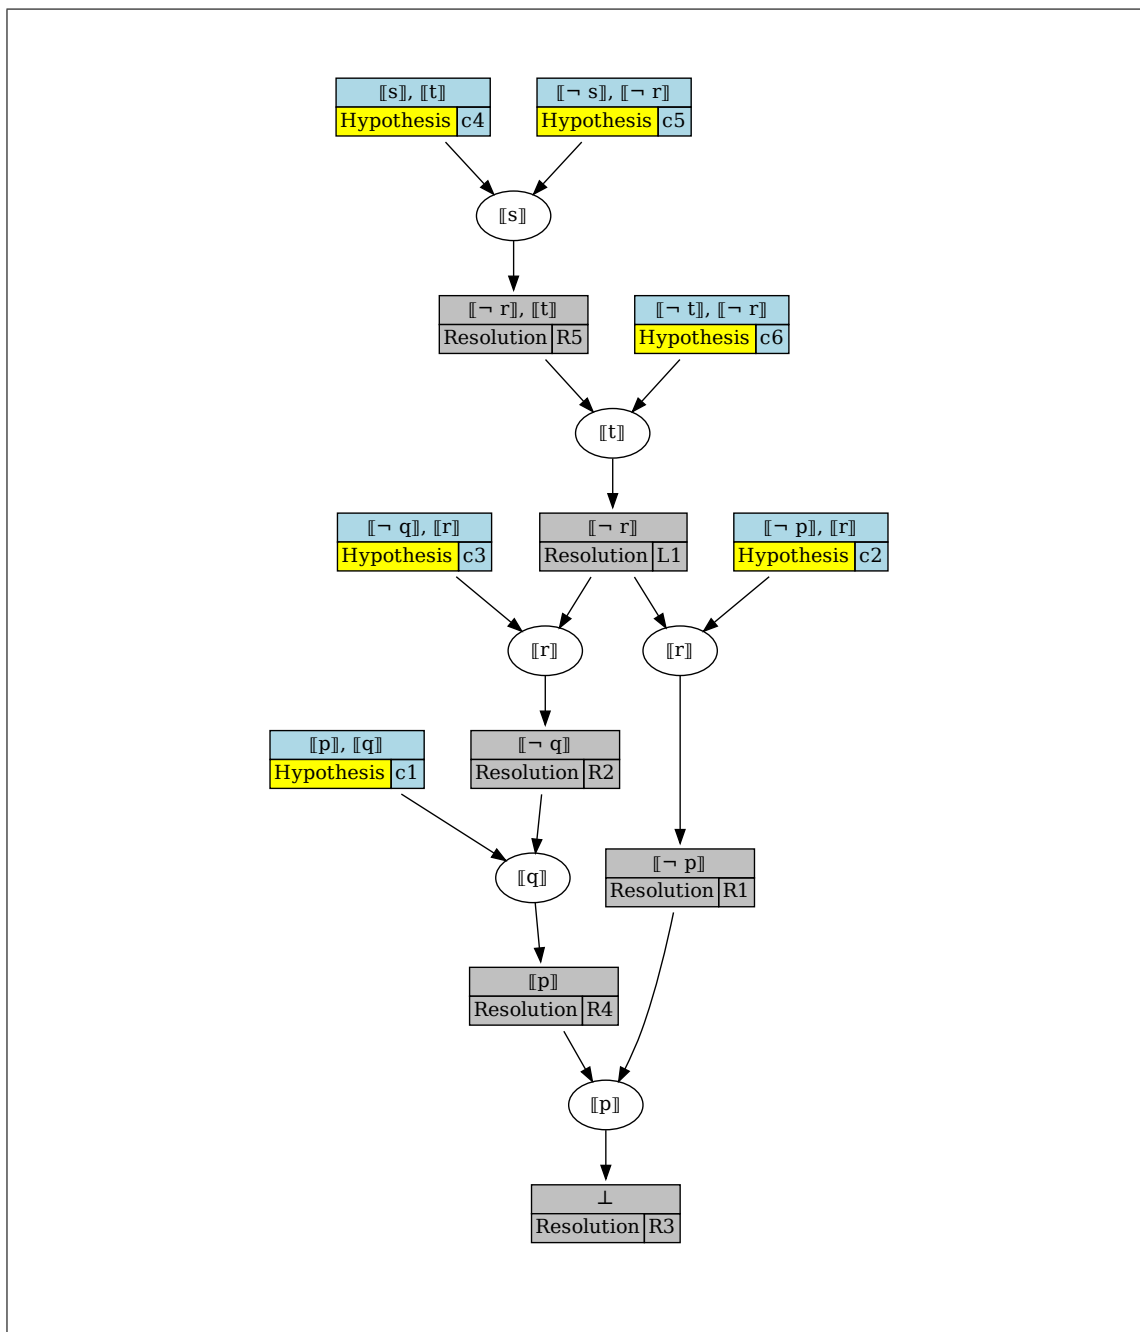 ⟦s⟧, ⟦t⟧
Hypothesis c4
⟦¬ s⟧, ⟦¬ r⟧
Hypothesis c5
⟦s⟧
⟦¬ r⟧, ⟦t⟧
Resolution R5
⟦¬ t⟧, ⟦¬ r⟧
Hypothesis c6
⟦t⟧
⟦¬ q⟧, ⟦r⟧
Hypothesis c3
⟦¬ r⟧
Resolution L1
⟦¬ p⟧, ⟦r⟧
Hypothesis c2
⟦r⟧
⟦r⟧
⟦p⟧, ⟦q⟧
Hypothesis c1
⟦¬ q⟧
Resolution R2
⟦q⟧
⟦¬ p⟧
Resolution R1
⟦p⟧
Resolution R4
⟦p⟧
⊥
Resolution R3